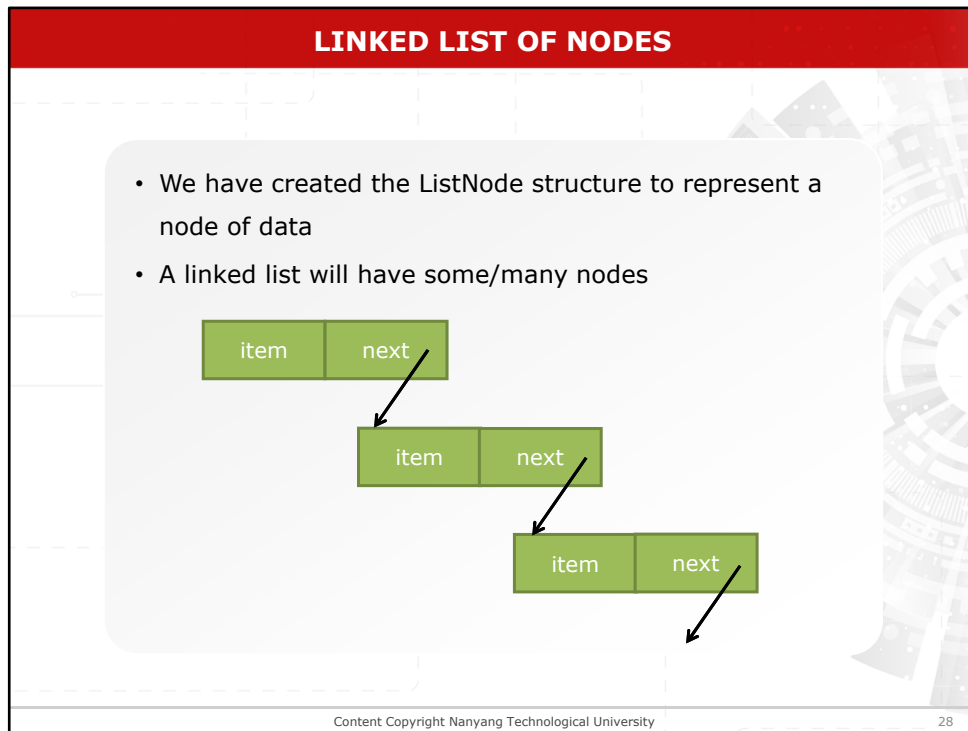 LINKED LIST OF NODES
• We have created the ListNode structure to represent a
node of data
• A linked list will have some/many nodes
item next
item next
item next
Content Copyright Nanyang Technological University 28